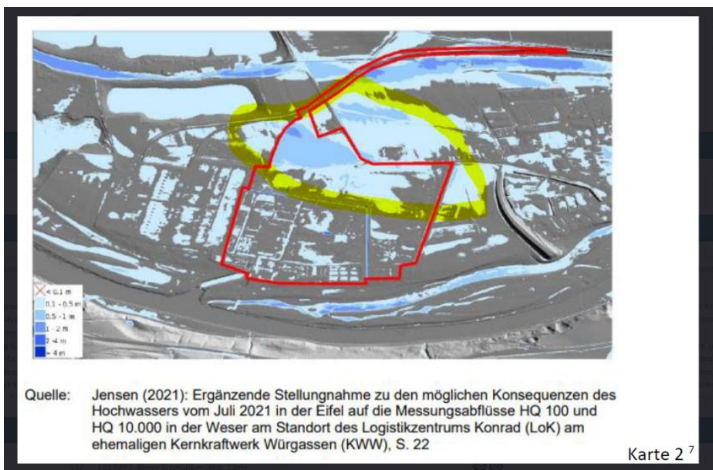 < 0,1 m
0,1 - 0,5 m
0,5 - 1 m
1 - 2 m
2 -4 m
> 4 m
Quelle: Jensen (2021): Ergänzende Stellungnahme zu den möglichen Konsequenzen des
Hochwassers vom Juli 2021 in der Eifel auf die Messungsabflüsse HQ 100 und
HQ 10.000 in der Weser am Standort des Logistikzentrums Konrad (LoK) am
ehemaligen Kernkraftwerk Würgassen (KWW), S. 22
Karte 2 7